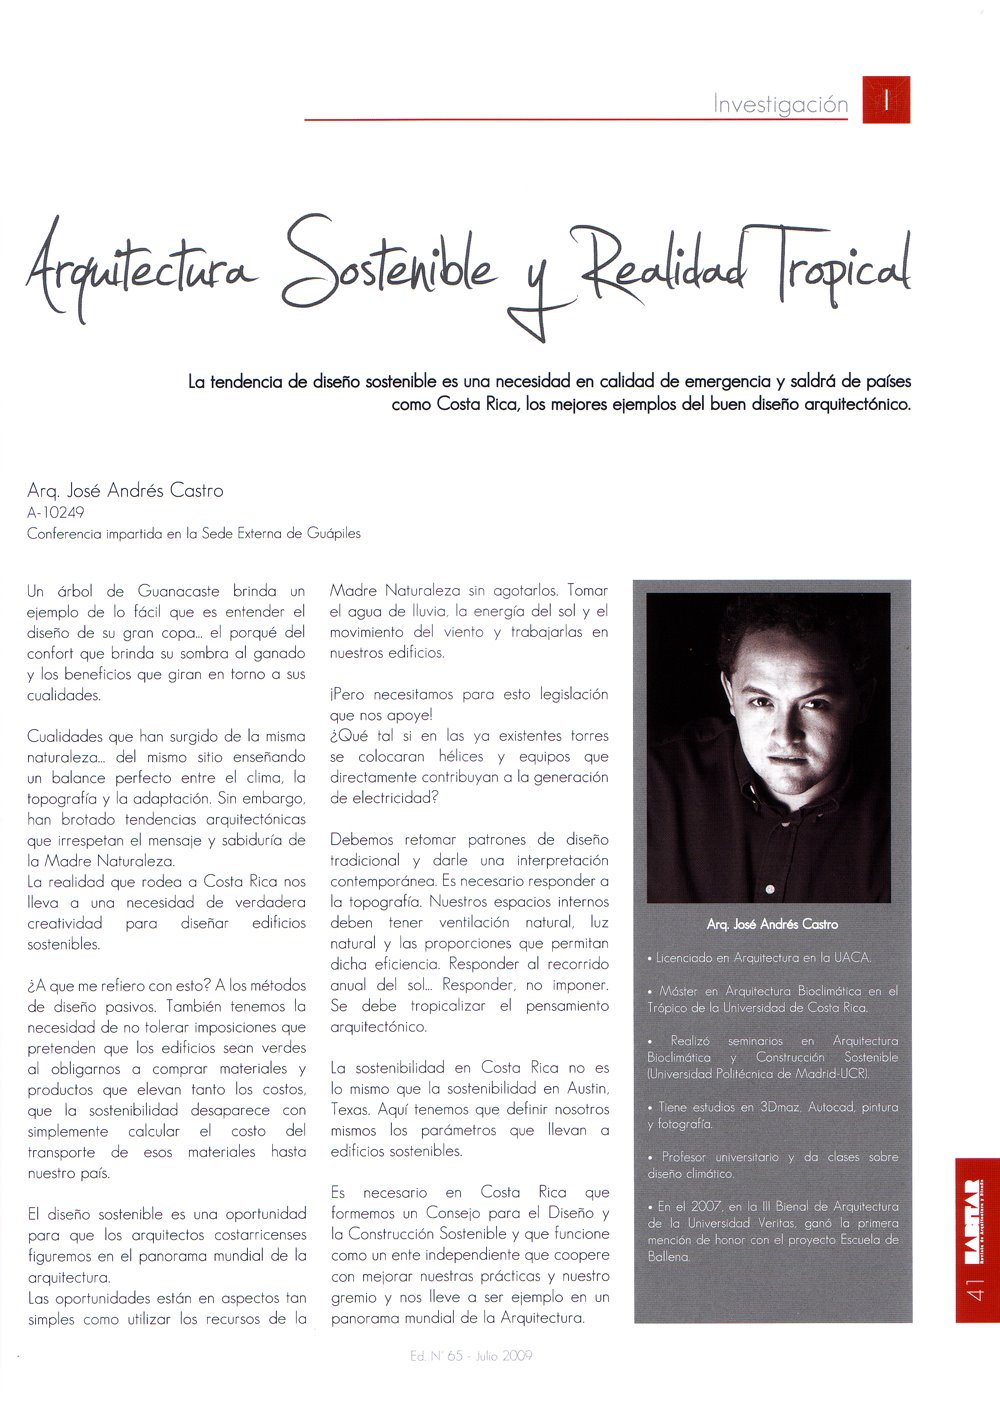 Investigación
I
Arquitectura Sostenible y Realidad Tropical
La tendencia de diseño sostenible es una necesidad en calidad de emergencia y saldrá de países
como Costa Rica, los mejores ejemplos del buen diseño arquitectónico.
Arq. José Andrés Castro
A-10249
Conferencia impartida en la Sede Externa de Guápiles
Un árbol de Guanacaste brinda un
ejemplo de lo fácil que es entender el
diseño de su gran copa... el porqué del
confort que brinda su sombra al ganado
y los beneficios que giran en torno a sus
cualidades.
Cualidades que han surgido de la misma
naturaleza... del mismo sitio enseñando
un balance perfecto entre el clima, la
topografía y la adaptación. Sin embargo,
han brotado tendencias arquitectónicas
que irrespetan el mensaje y sabiduría de
la Madre Naturaleza.
La realidad que rodea a Costa Rica nos
lleva a una necesidad de verdadera
creatividad para diseñar edificios
sostenibles.
¿A que me refiero con esto? A los métodos
de diseño pasivos. También tenemos la
necesidad de no tolerar imposiciones que
pretenden que los edificios sean verdes
al obligarnos a comprar materiales y
productos que elevan tanto los costos,
que la sostenibilidad desaparece con
simplemente calcular el costo del
transporte de esos materiales hasta
nuestro país.
El diseño sostenible es una oportunidad
para que los arquitectos costarricenses
figuremos en el panorama mundial de la
arquitectura.
Las oportunidades están en aspectos tan
simples como utilizar los recursos de la
Madre Naturaleza sin agotarlos. Tomar
el agua de lluvia, la energía del sol y el
movimiento del viento y trabajarlas en
nuestros edificios.
¡Pero necesitamos para esto legislación
que nos apoye!
¿Qué tal si en las ya existentes torres
se colocaran hélices y equipos que
directamente contribuyan a la generación
de electricidad?
Debemos retomar patrones de diseño
tradicional y darle una interpretación
contemporánea. Es necesario responder a
la topografía. Nuestros espacios internos
deben tener ventilación natural, luz
natural y las proporciones que permitan
dicha eficiencia. Responder al recorrido
anual del sol... Responder, no imponer.
Se debe tropicalizar el pensamiento
arquitectónico.
La sostenibilidad en Costa Rica no es
lo mismo que la sostenibilidad en Austin,
Texas. Aquí tenemos que definir nosotros
mismos los parámetros que llevan a
edificios sostenibles.
Es necesario en Costa Rica que
formemos un Consejo para el Diseño y
la Construcción Sostenible y que funcione
como un ente independiente que coopere
con mejorar nuestras prácticas y nuestro
gremio y nos lleve a ser ejemplo en un
panorama mundial de la Arquitectura.
Arq. José Andrés Castro
• Licenciado en Arquitectura en la UACA.
• Máster en Arquitectura Bioclimática en el
Trópico de la Universidad de Costa Rica.
• Realizó seminarios en Arquitectura
Bioclimática y Construcción Sostenible
(Universidad Politécnica de Madrid-UCR).
• Tiene estudios en 3Dmaz, Autocad, pintura
y fotografía.
• Profesor universitario y da clases sobre
diseño climático.
• En el 2007, en la III Bienal de Arquitectura
de la Universidad Veritas, ganó la primera
mención de honor con el proyecto Escuela de
Ballena.
HABITAR
Revista de Arquitectura y Diseño
41
Ed. N° 65 - Julio 2009